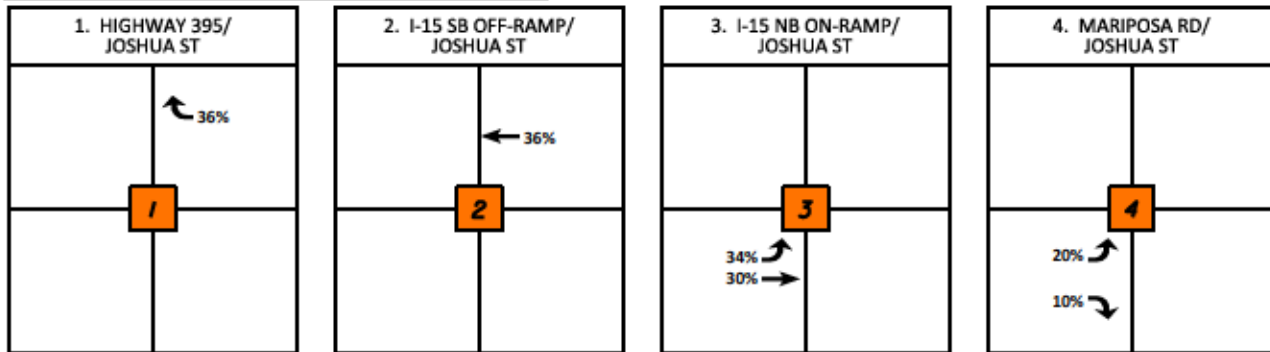 1. HIGHWAY 395/
JOSHUA ST
36%
1
2. I-15 SB OFF-RAMP/
JOSHUA ST
36%
2
3. I-15 NB ON-RAMP/
JOSHUA ST
3
34%
30%
4. MARIPOSA RD/
JOSHUA ST
4
20%
10%